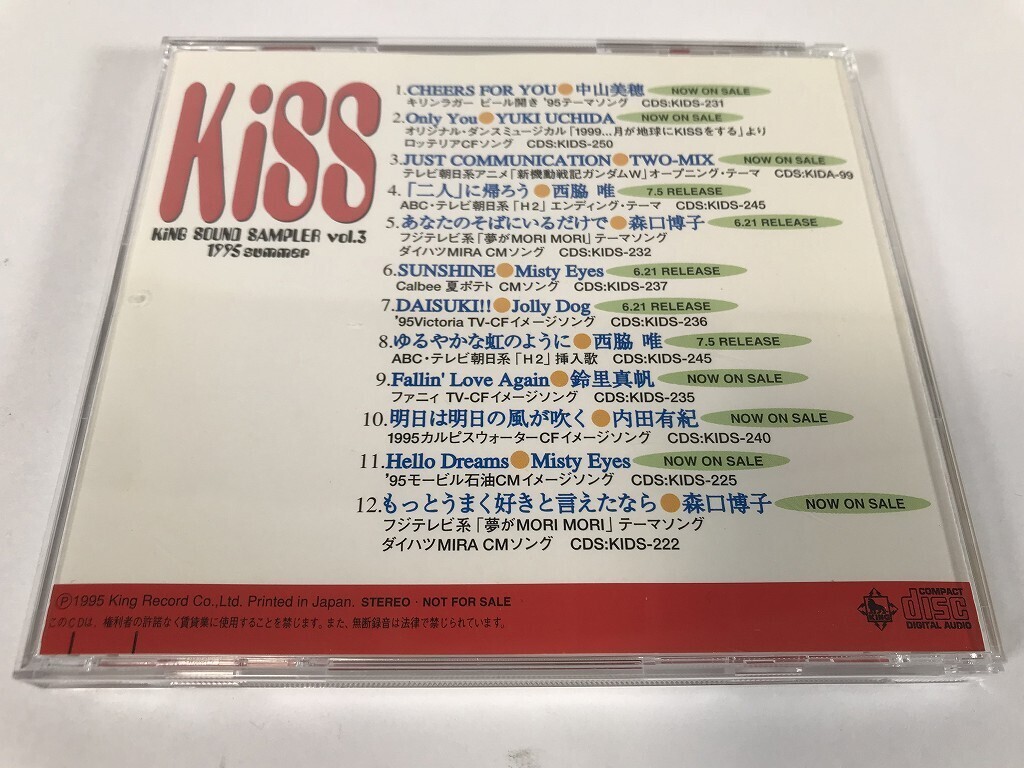 KiSS
KiNG SOUND SAMPLER vol.3
1995 summer
1.CHEERS FOR YOU●中山美穂 NOW ON SALE
キリンラガー ビール開き '95テーマソング CDS:KIDS-231
2.Only You●YUKI UCHIDA NOW ON SALE
オリジナル・ダンスミュージカル「1999...月が地球にKISSをする」より
ロッテリアCFソング CDS:KIDS-250
3.JUST COMMUNICATION●TWO-MIX NOW ON SALE
テレビ朝日系アニメ「新機動戦記ガンダムW」オープニング・テーマ CDS:KIDA-99
4.「二人」に帰ろう●西脇 唯 7.5 RELEASE
ABC・テレビ朝日系「H2」エンディング・テーマ CDS:KIDS-245
5.あなたのそばにいるだけで●森口博子 6.21 RELEASE
フジテレビ系「夢がMORI MORI」テーマソング
ダイハツMIRA CMソング CDS:KIDS-232
6.SUNSHINE●Misty Eyes 6.21 RELEASE
Calbee 夏ポテト CMソング CDS:KIDS-237
7.DAISUKI!!●Jolly Dog 6.21 RELEASE
'95Victoria TV-CFイメージソング CDS:KIDS-236
8.ゆるやかな虹のように●西脇 唯 7.5 RELEASE
ABC・テレビ朝日系「H2」挿入歌 CDS:KIDS-245
9.Fallin' Love Again●鈴里真帆 NOW ON SALE
ファニィ TV-CFイメージソング CDS:KIDS-235
10.明日は明日の風が吹く●内田有紀 NOW ON SALE
1995カルピスウォーターCFイメージソング CDS:KIDS-240
11.Hello Dreams●Misty Eyes NOW ON SALE
'95モービル石油CMイメージソング CDS:KIDS-225
12.もっとうまく好きと言えたなら●森口博子 NOW ON SALE
フジテレビ系「夢がMORI MORI」テーマソング
ダイハツMIRA CMソング CDS:KIDS-222
Ⓟ1995 King Record Co.,Ltd. Printed in Japan. STEREO・NOT FOR SALE
このCDは、権利者の許諾なく賃貸業に使用することを禁じます。また、無断録音は法律で禁じられています。
KING
COMPACT
disc
DIGITAL AUDIO